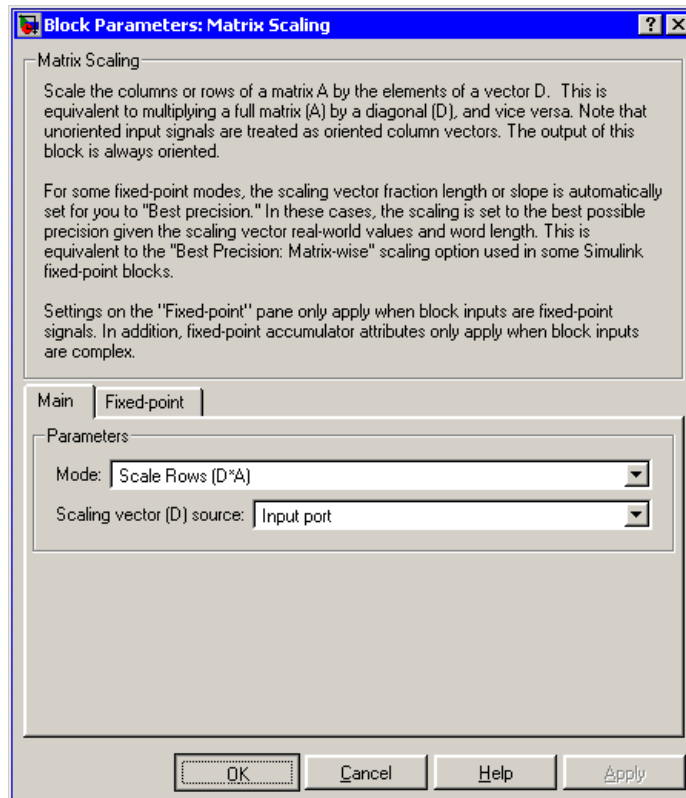 Block Parameters: Matrix Scaling
Matrix Scaling
Scale the columns or rows of a matrix A by the elements of a vector D.  This is
equivalent to multiplying a full matrix (A) by a diagonal (D), and vice versa. Note that
unoriented input signals are treated as oriented column vectors. The output of this
block is always oriented.
For some fixed-point modes, the scaling vector fraction length or slope is automatically
set for you to "Best precision." In these cases, the scaling is set to the best possible
precision given the scaling vector real-world values and word length. This is
equivalent to the "Best Precision: Matrix-wise" scaling option used in some Simulink
fixed-point blocks.
Settings on the "Fixed-point" pane only apply when block inputs are fixed-point
signals. In addition, fixed-point accumulator attributes only apply when block inputs
are complex.
Main Fixed-point
Parameters
Mode: Scale Rows (D*A)
Scaling vector (D) source: Input port
OK Cancel Help Apply